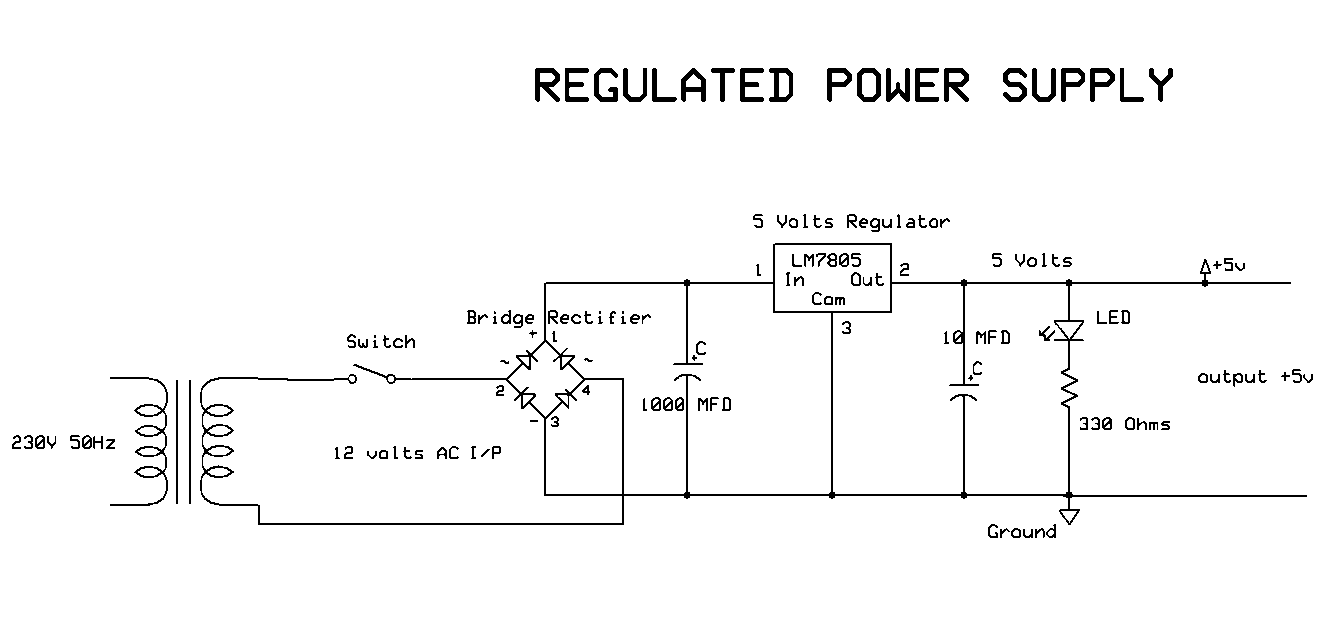 REGULATED POWER SUPPLY
5 Volts Regulator
LM7805
In Out
Com
1
2
3
5 Volts
+5v
Bridge Rectifier
+ 1
~ ~
2 4
- 3
Switch
+C
1000 MFD
10 MFD
+C
LED
output +5v
330 Ohms
230V 50Hz
12 volts AC I/P
Ground